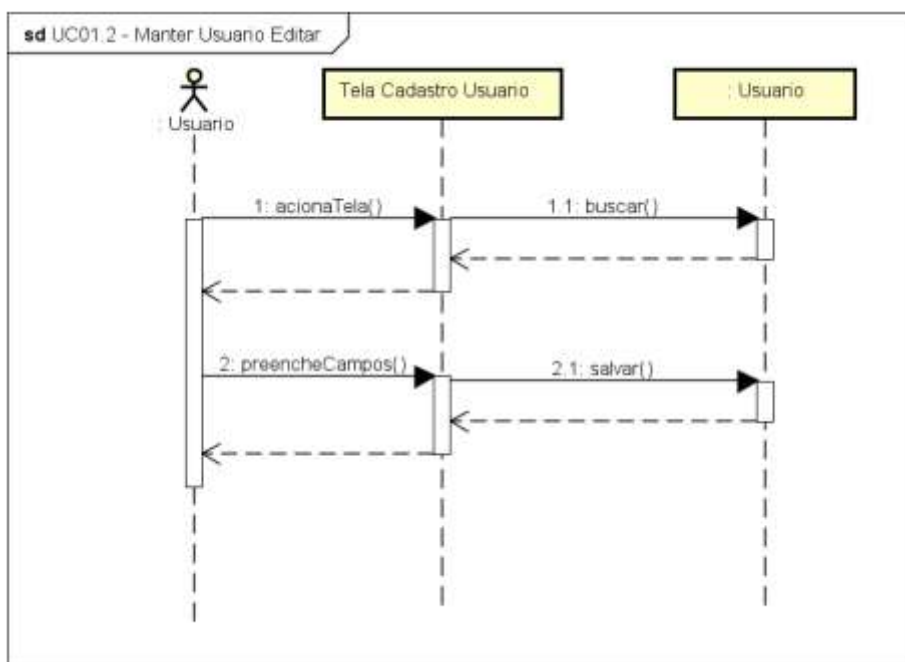 sd UC01.2 - Manter Usuario Editar
: Usuario
Tela Cadastro Usuario
: Usuario
1: acionaTela()
1.1: buscar()
2: preencheCampos()
2.1: salvar()